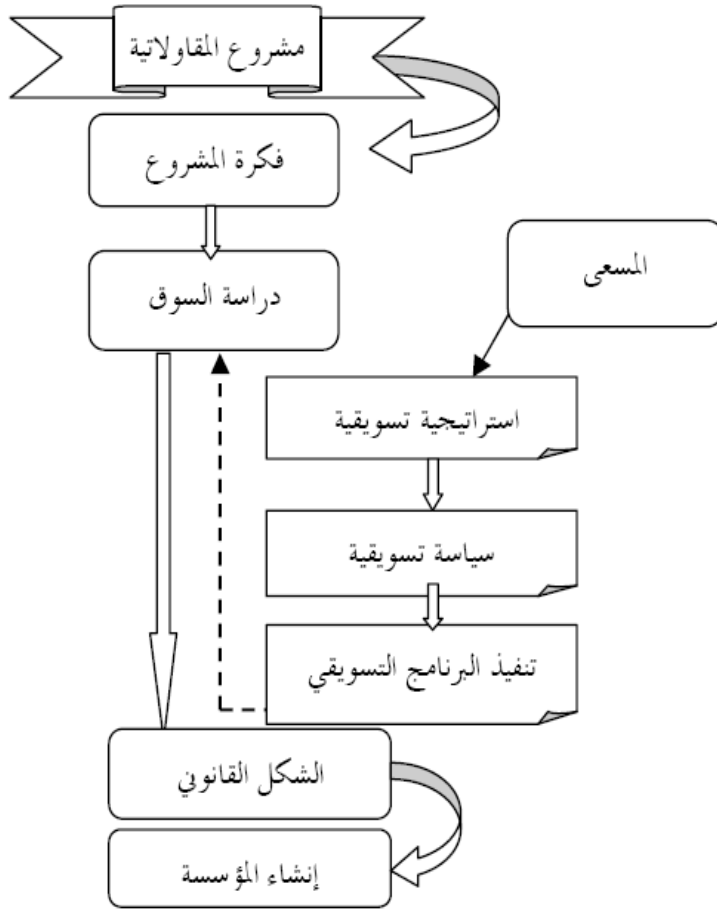 مشروع المقاولاتية
فكرة المشروع
دراسة السوق
المسعى
استراتيجية تسويقية
سياسة تسويقية
تنفيذ البرنامج التسويقي
الشكل القانوني
إنشاء المؤسسة